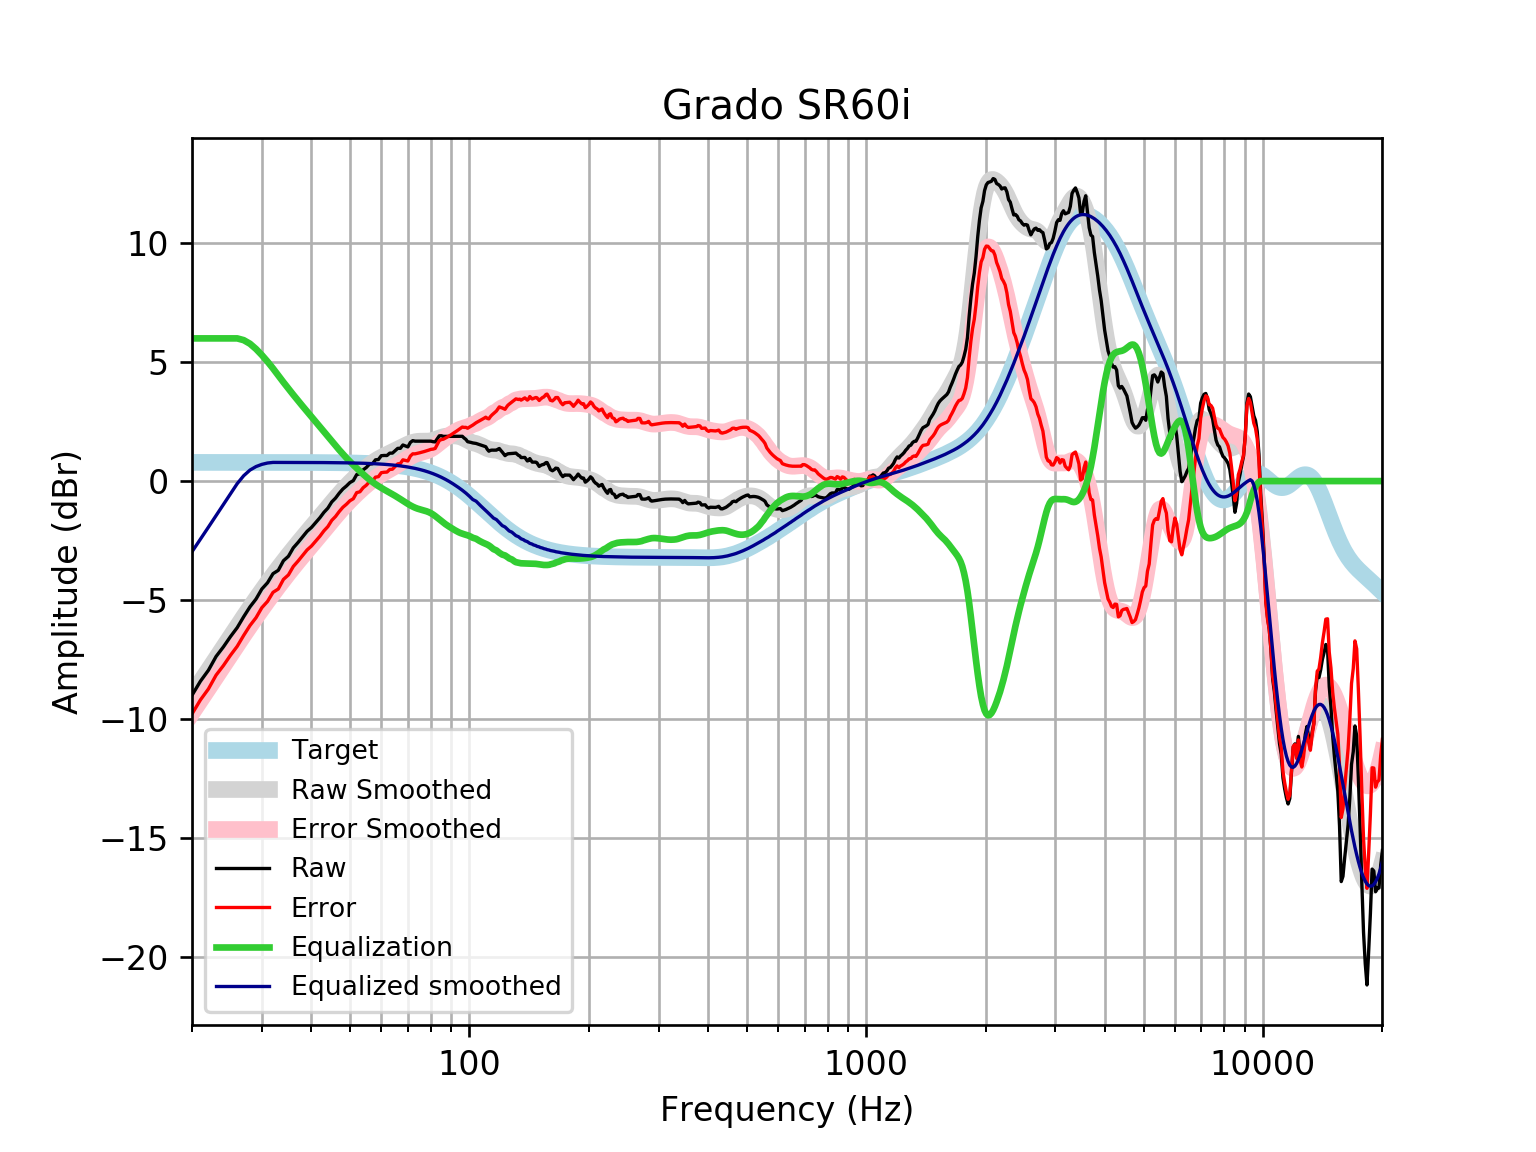 Grado SR60i
10
5
0
−5
−10
−15
−20
Amplitude (dBr)
Target
Raw Smoothed
Error Smoothed
Raw
Error
Equalization
Equalized smoothed
100 1000 10000
Frequency (Hz)